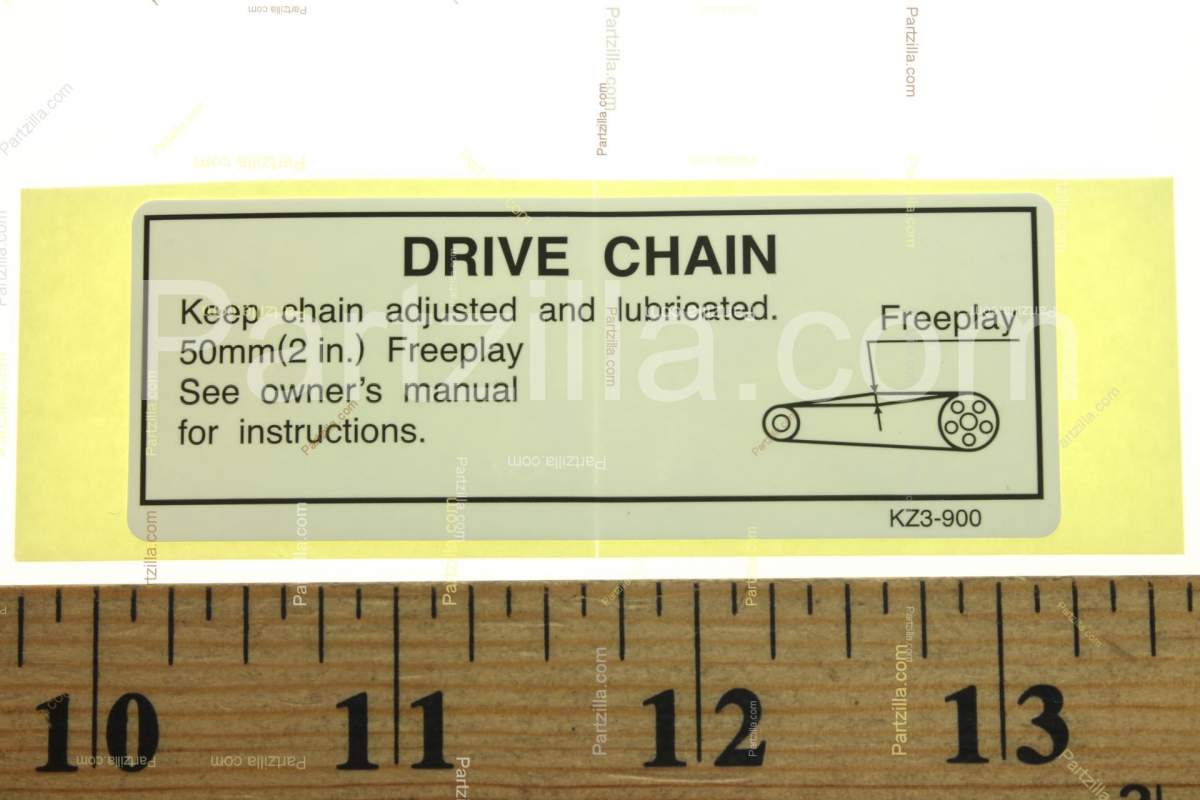 DRIVE CHAIN
Keep chain adjusted and lubricated.
50mm(2 in.) Freeplay
See owner's manual
for instructions.
Freeplay
KZ3-900
10 11 12 13
Partzilla.com